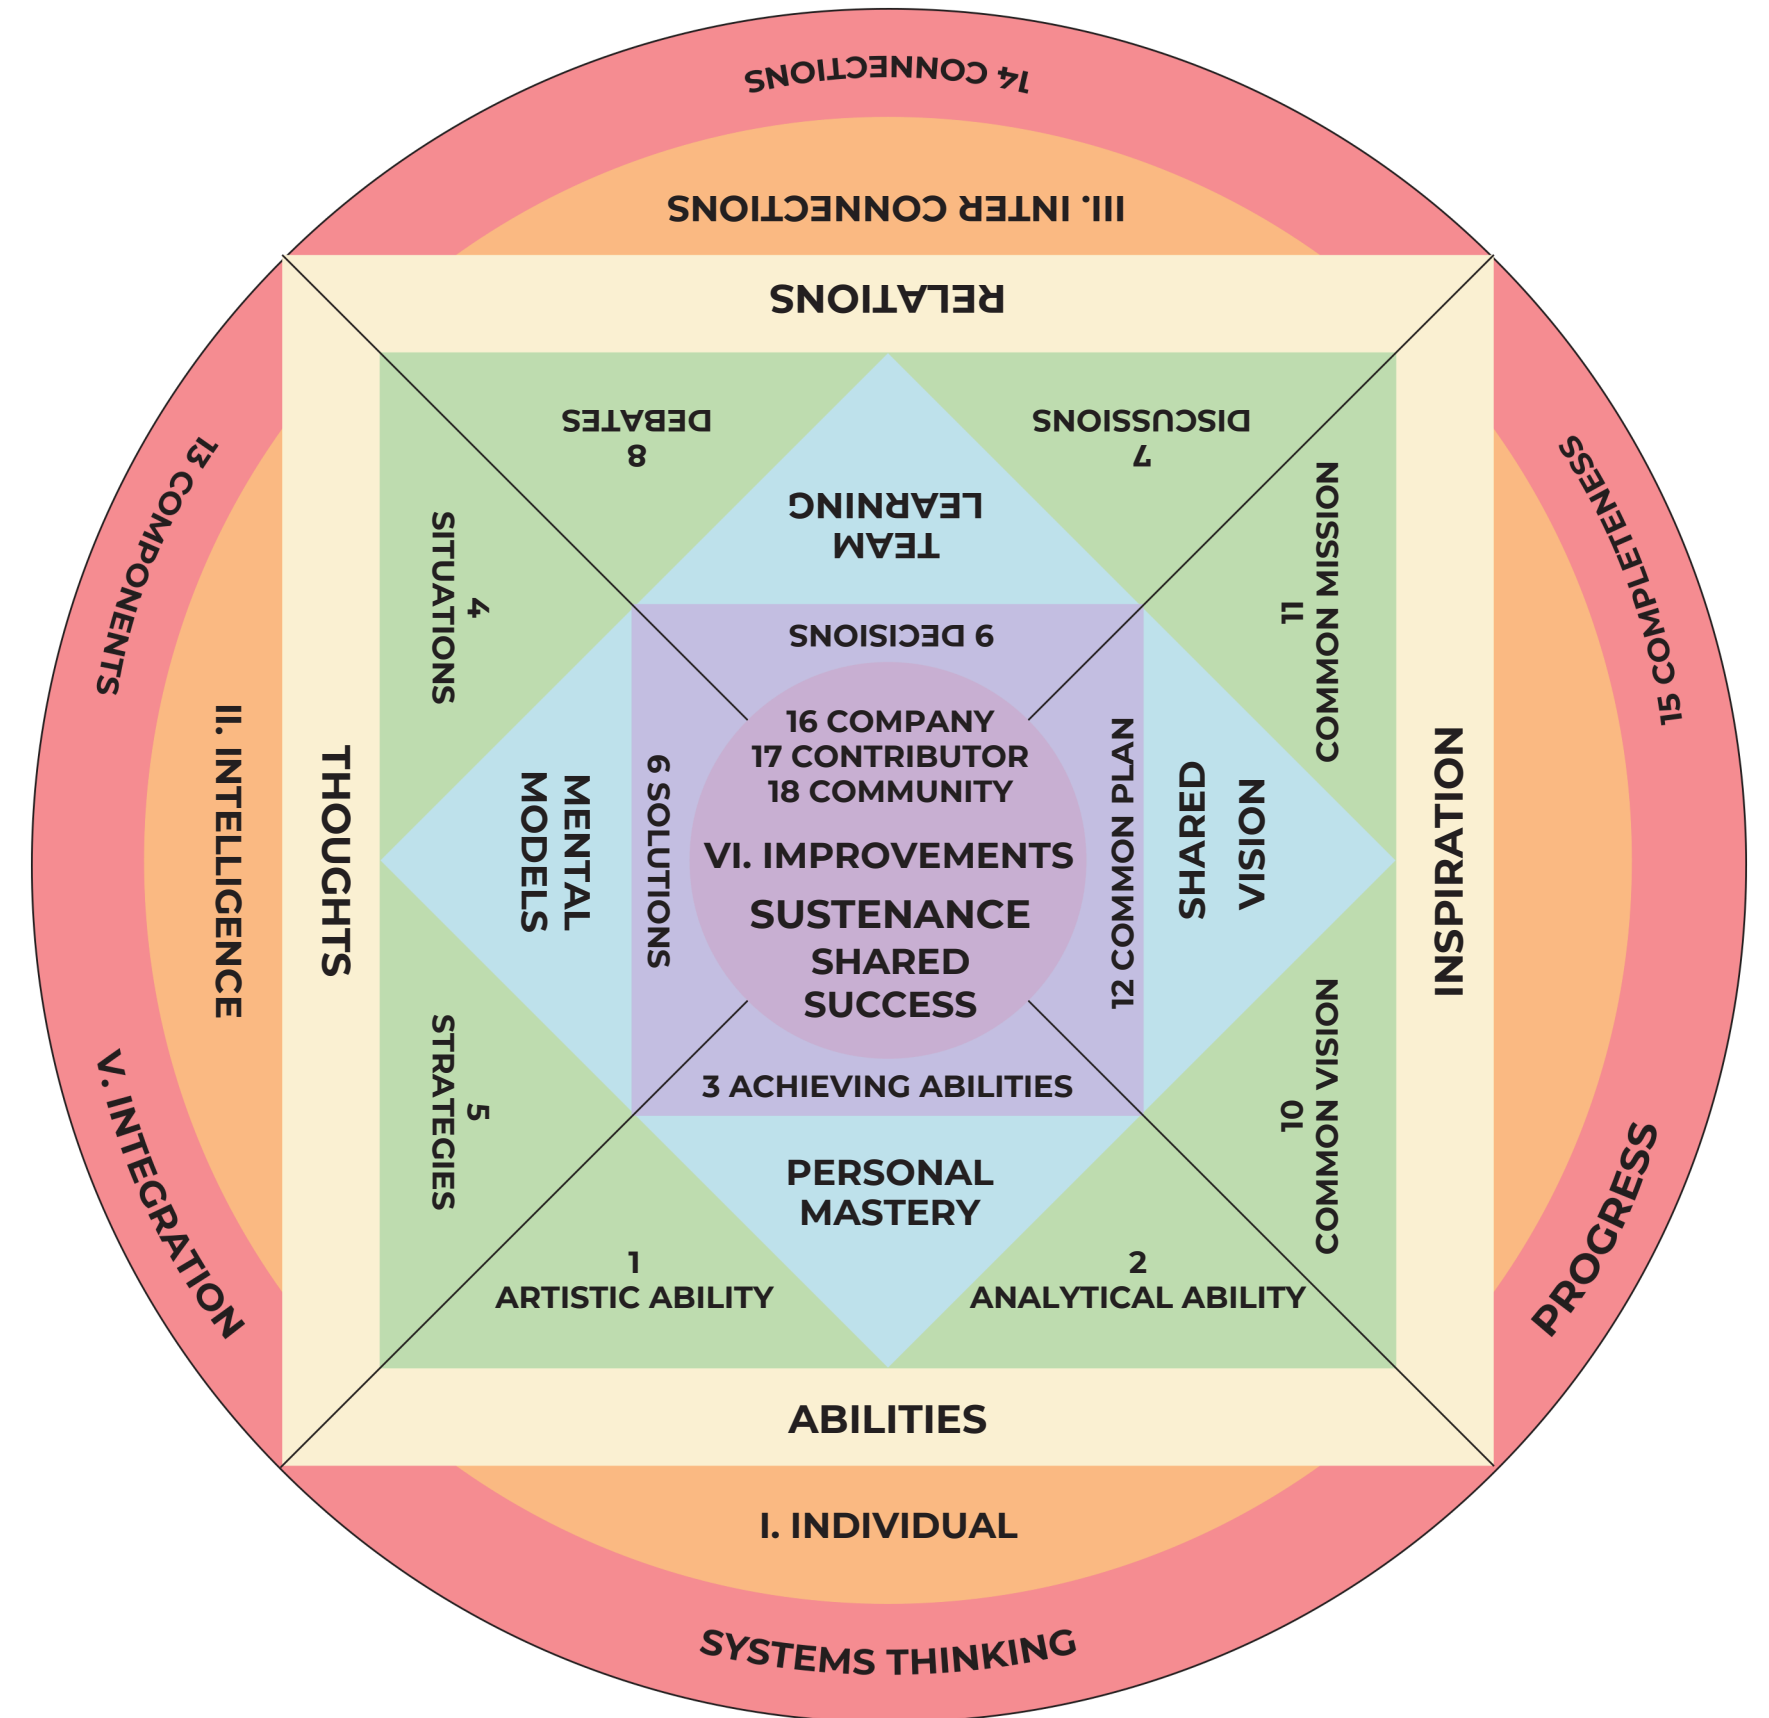 14 CONNECTIONS
III. INTER CONNECTIONS
RELATIONS
7
DISCUSSIONS
8
DEBATES
TEAM
LEARNING
9 DECISIONS
13 COMPONENTS
V. INTEGRATION
II. INTELLIGENCE
THOUGHTS
4
SITUATIONS
5
STRATEGIES
MENTAL
MODELS
6 SOLUTIONS
16 COMPANY
17 CONTRIBUTOR
18 COMMUNITY
VI. IMPROVEMENTS
SUSTENANCE
SHARED
SUCCESS
12 COMMON PLAN
SHARED
VISION
10
COMMON VISION
11
COMMON MISSION
INSPIRATION
15 COMPLETENESS
PROGRESS
3 ACHIEVING ABILITIES
PERSONAL
MASTERY
1
ARTISTIC ABILITY
2
ANALYTICAL ABILITY
ABILITIES
I. INDIVIDUAL
SYSTEMS THINKING